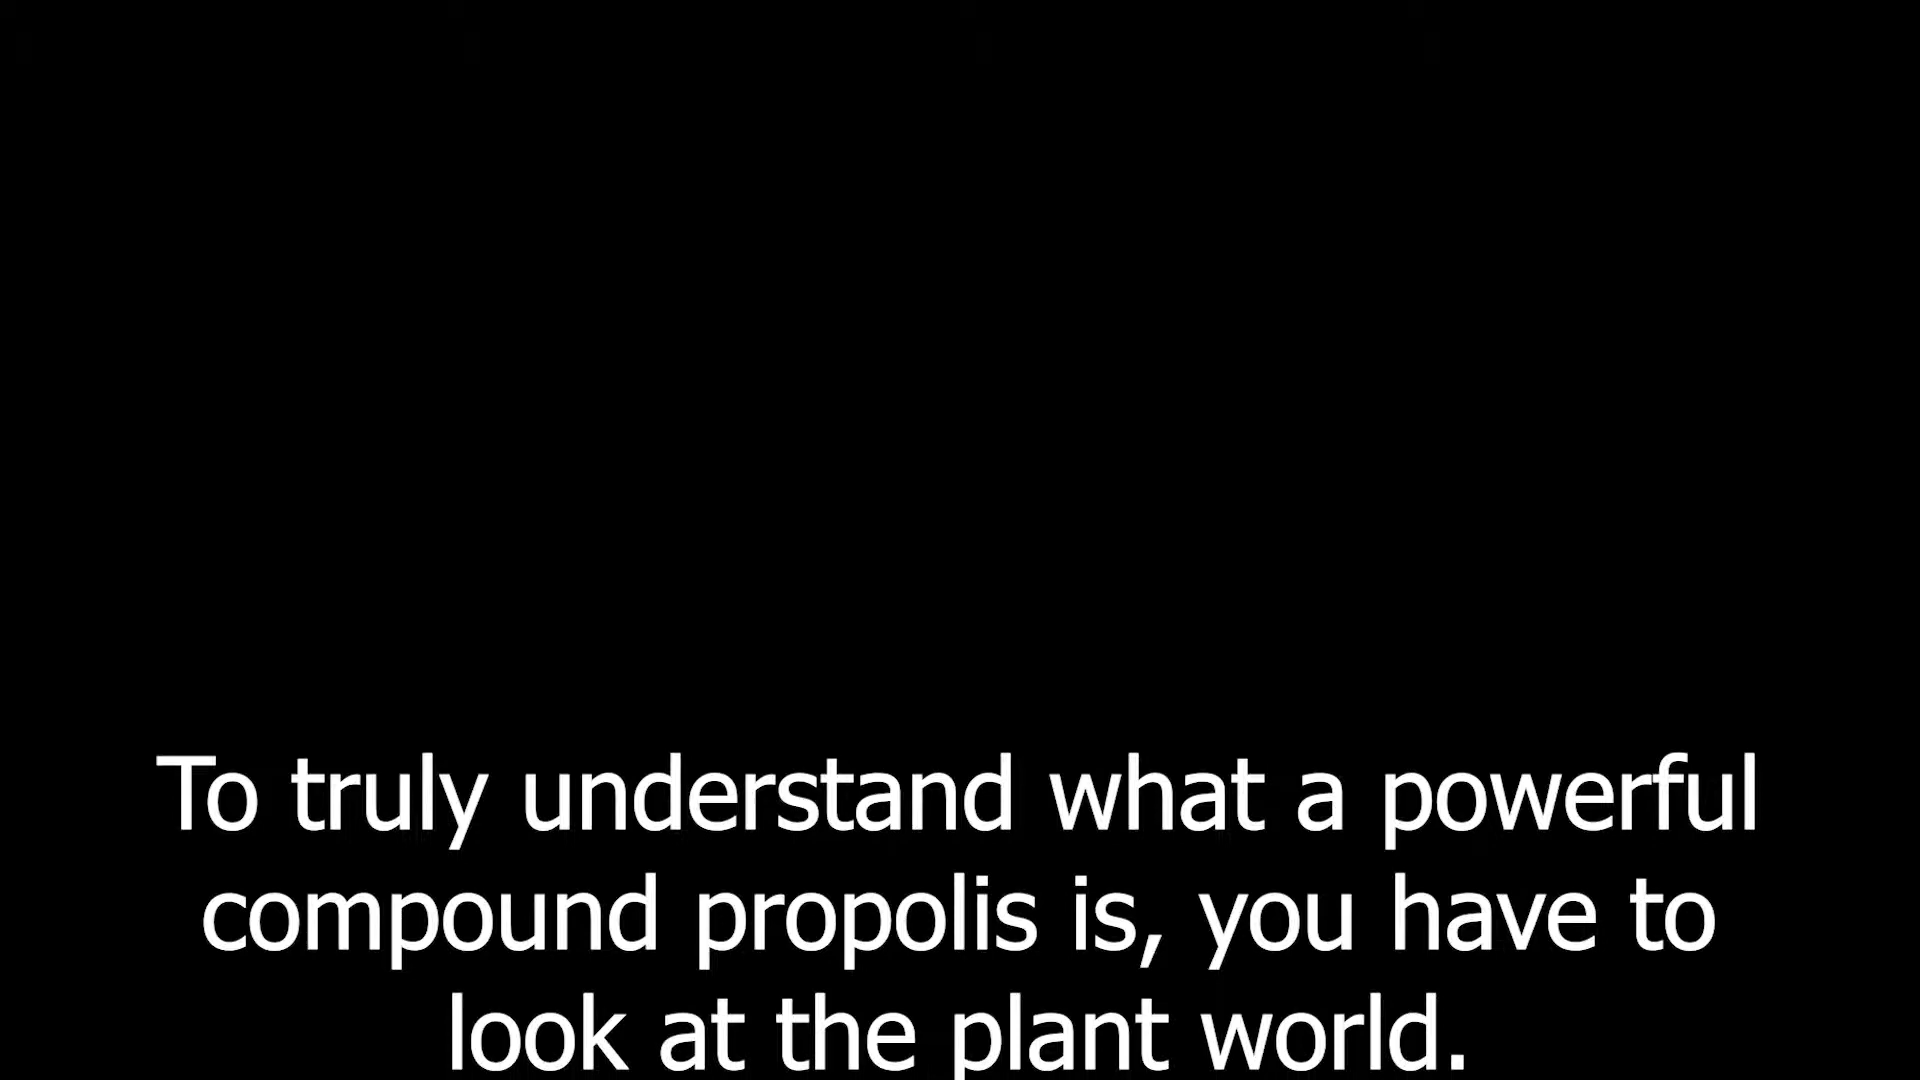 To truly understand what a powerful
compound propolis is, you have to
look at the plant world.